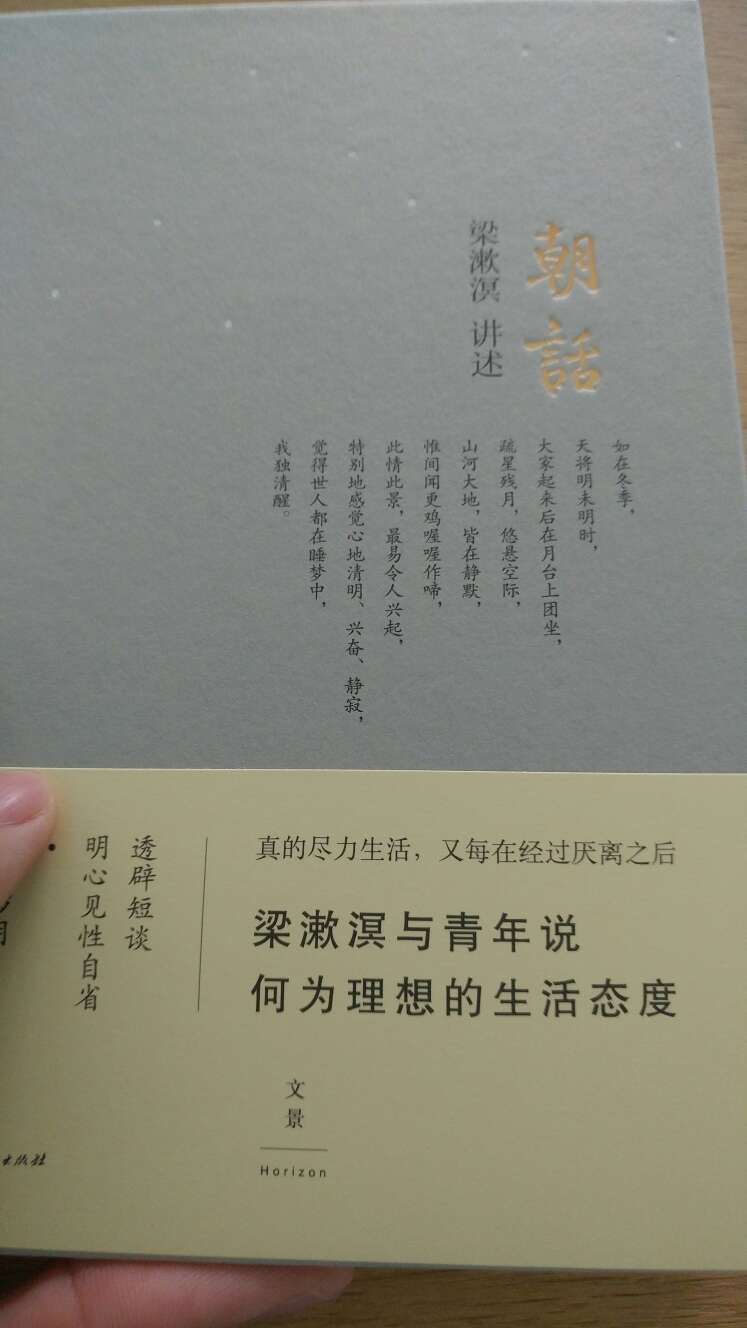 朝話
梁漱溟 讲述
如在冬季，
天将明未明时，
大家起来后在月台上团坐，
疏星残月，悠悬空际，
山河大地，皆在静默，
惟间闻更鸡喔喔作啼，
此情此景，最易令人兴起，
特别地感觉心地清明、兴奋、静寂，
觉得世人都在睡梦中，
我独清醒。
真的尽力生活，又每在经过厌离之后
梁漱溟与青年说
何为理想的生活态度
透辟短谈
明心见性自省
文景
Horizon
出版社